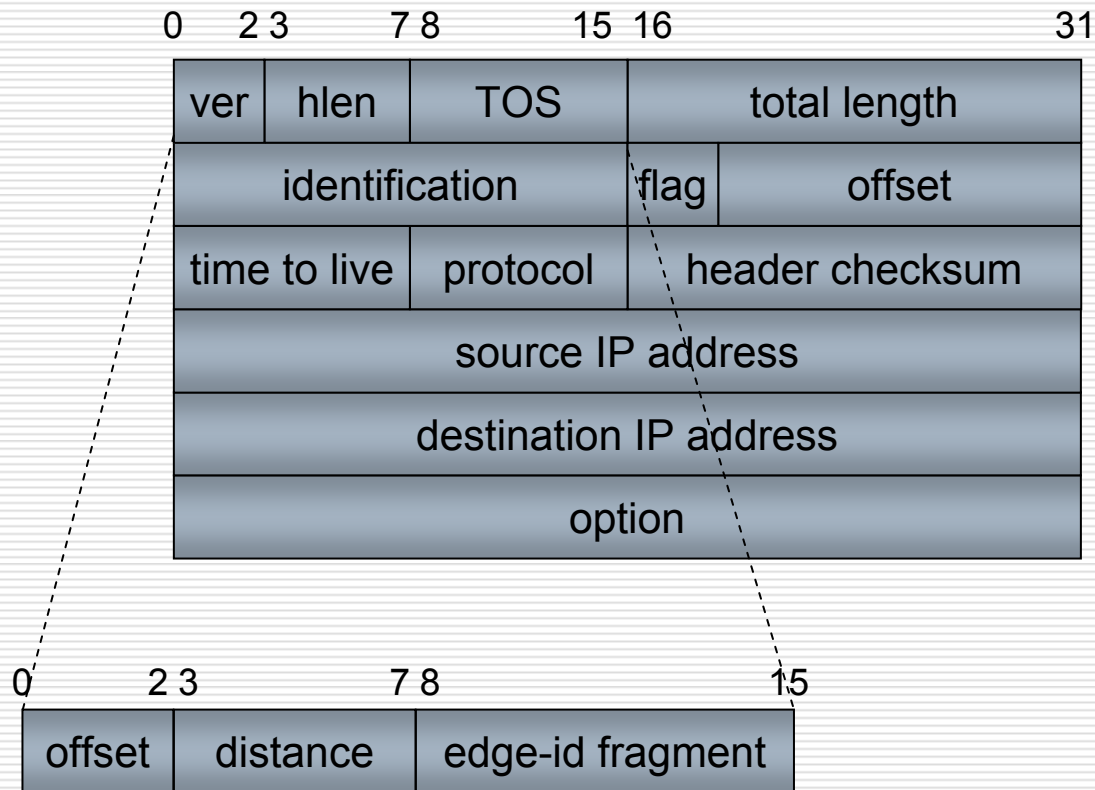 0 2 3 7 8 15 16 31
ver hlen TOS total length
identification flag offset
time to live protocol header checksum
source IP address
destination IP address
option
0 2 3 7 8 15
offset distance edge-id fragment